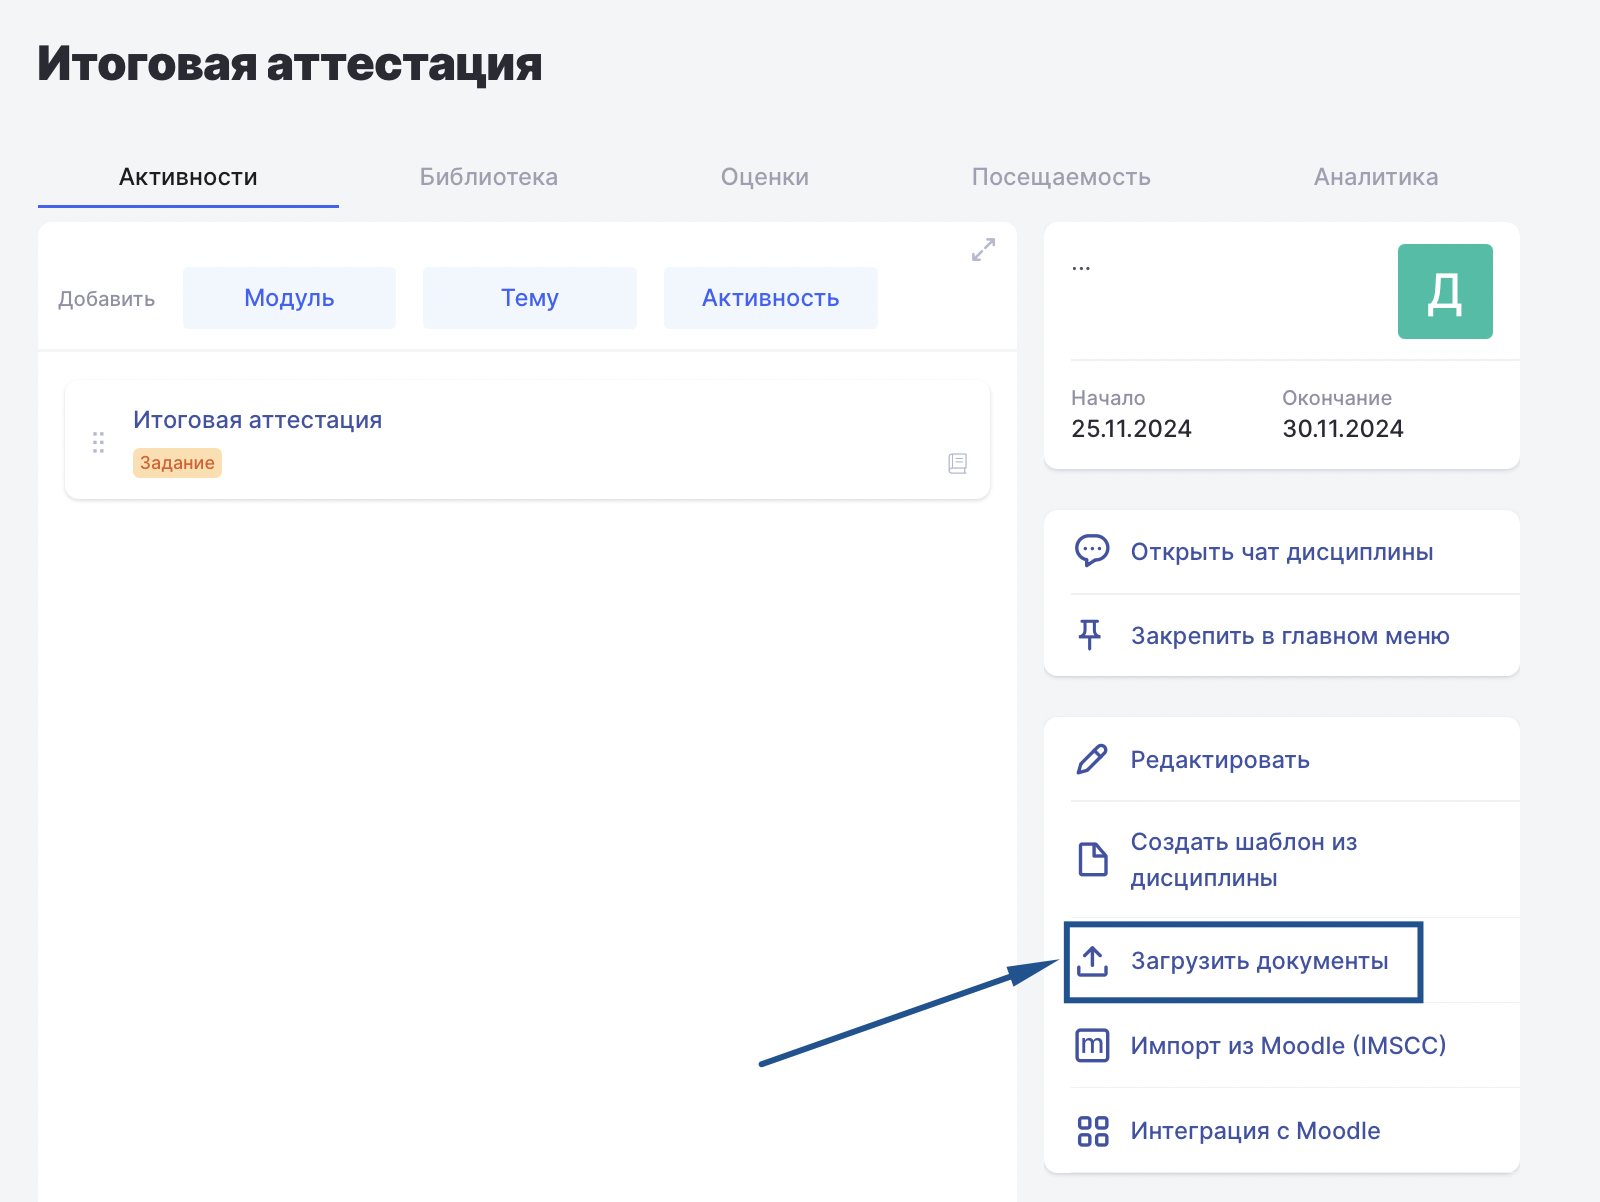 Итоговая аттестация
Активности
Библиотека
Оценки
Посещаемость
Аналитика
Добавить
Модуль
Тему
Активность
Итоговая аттестация
Задание
...
Д
Начало
Окончание
25.11.2024
30.11.2024
Открыть чат дисциплины
Закрепить в главном меню
Редактировать
Создать шаблон из
дисциплины
Загрузить документы
m
Импорт из Moodle (IMSCC)
Интеграция с Moodle